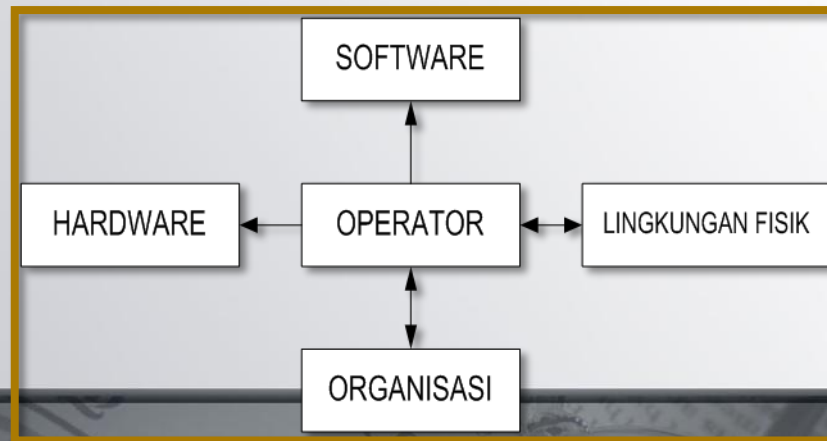 SOFTWARE
HARDWARE
OPERATOR
LINGKUNGAN FISIK
ORGANISASI